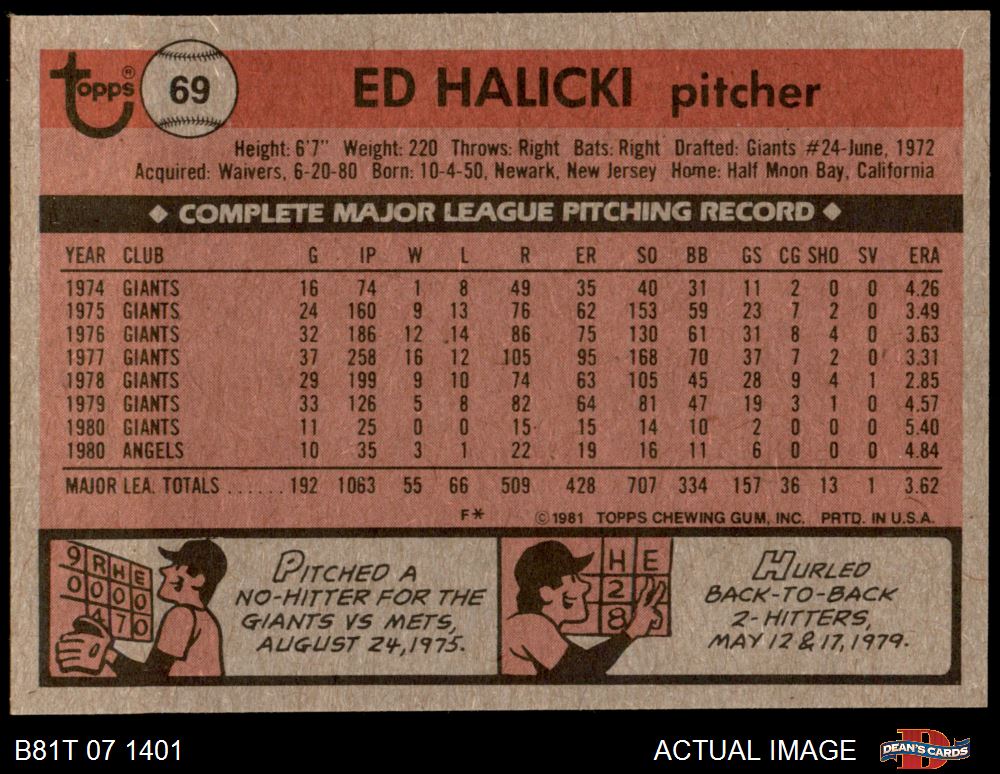 Topps® 69 ED HALICKI pitcher
Height: 6'7" Weight: 220 Throws: Right Bats: Right Drafted: Giants #24-June, 1972
Acquired: Waivers, 6-20-80 Born: 10-4-50, Newark, New Jersey Home: Half Moon Bay, California
◆ COMPLETE MAJOR LEAGUE PITCHING RECORD ◆
YEAR CLUB G IP W L R ER SO BB GS CG SHO SV ERA
1974 GIANTS 16 74 1 8 49 35 40 31 11 2 0 0 4.26
1975 GIANTS 24 160 9 13 76 62 153 59 23 7 2 0 3.49
1976 GIANTS 32 186 12 14 86 75 130 61 31 8 4 0 3.63
1977 GIANTS 37 258 16 12 105 95 168 70 37 7 2 0 3.31
1978 GIANTS 29 199 9 10 74 63 105 45 28 9 4 1 2.85
1979 GIANTS 33 126 5 8 82 64 81 47 19 3 1 0 4.57
1980 GIANTS 11 25 0 0 15 15 14 10 2 0 0 0 5.40
1980 ANGELS 10 35 3 1 22 19 16 11 6 0 0 0 4.84
MAJOR LEA. TOTALS ...... 192 1063 55 66 509 428 707 334 157 36 13 1 3.62
F* ©1981 TOPPS CHEWING GUM, INC. PRTD. IN U.S.A.
9 R H E
0 0 0 0
0 4 7 0
PITCHED A
NO-HITTER FOR THE
GIANTS VS METS,
AUGUST 24, 1975.
H E
2
8
HURLED
BACK-TO-BACK
2-HITTERS,
MAY 12 & 17, 1979.
B81T 07 1401 ACTUAL IMAGE DEAN'S CARDS